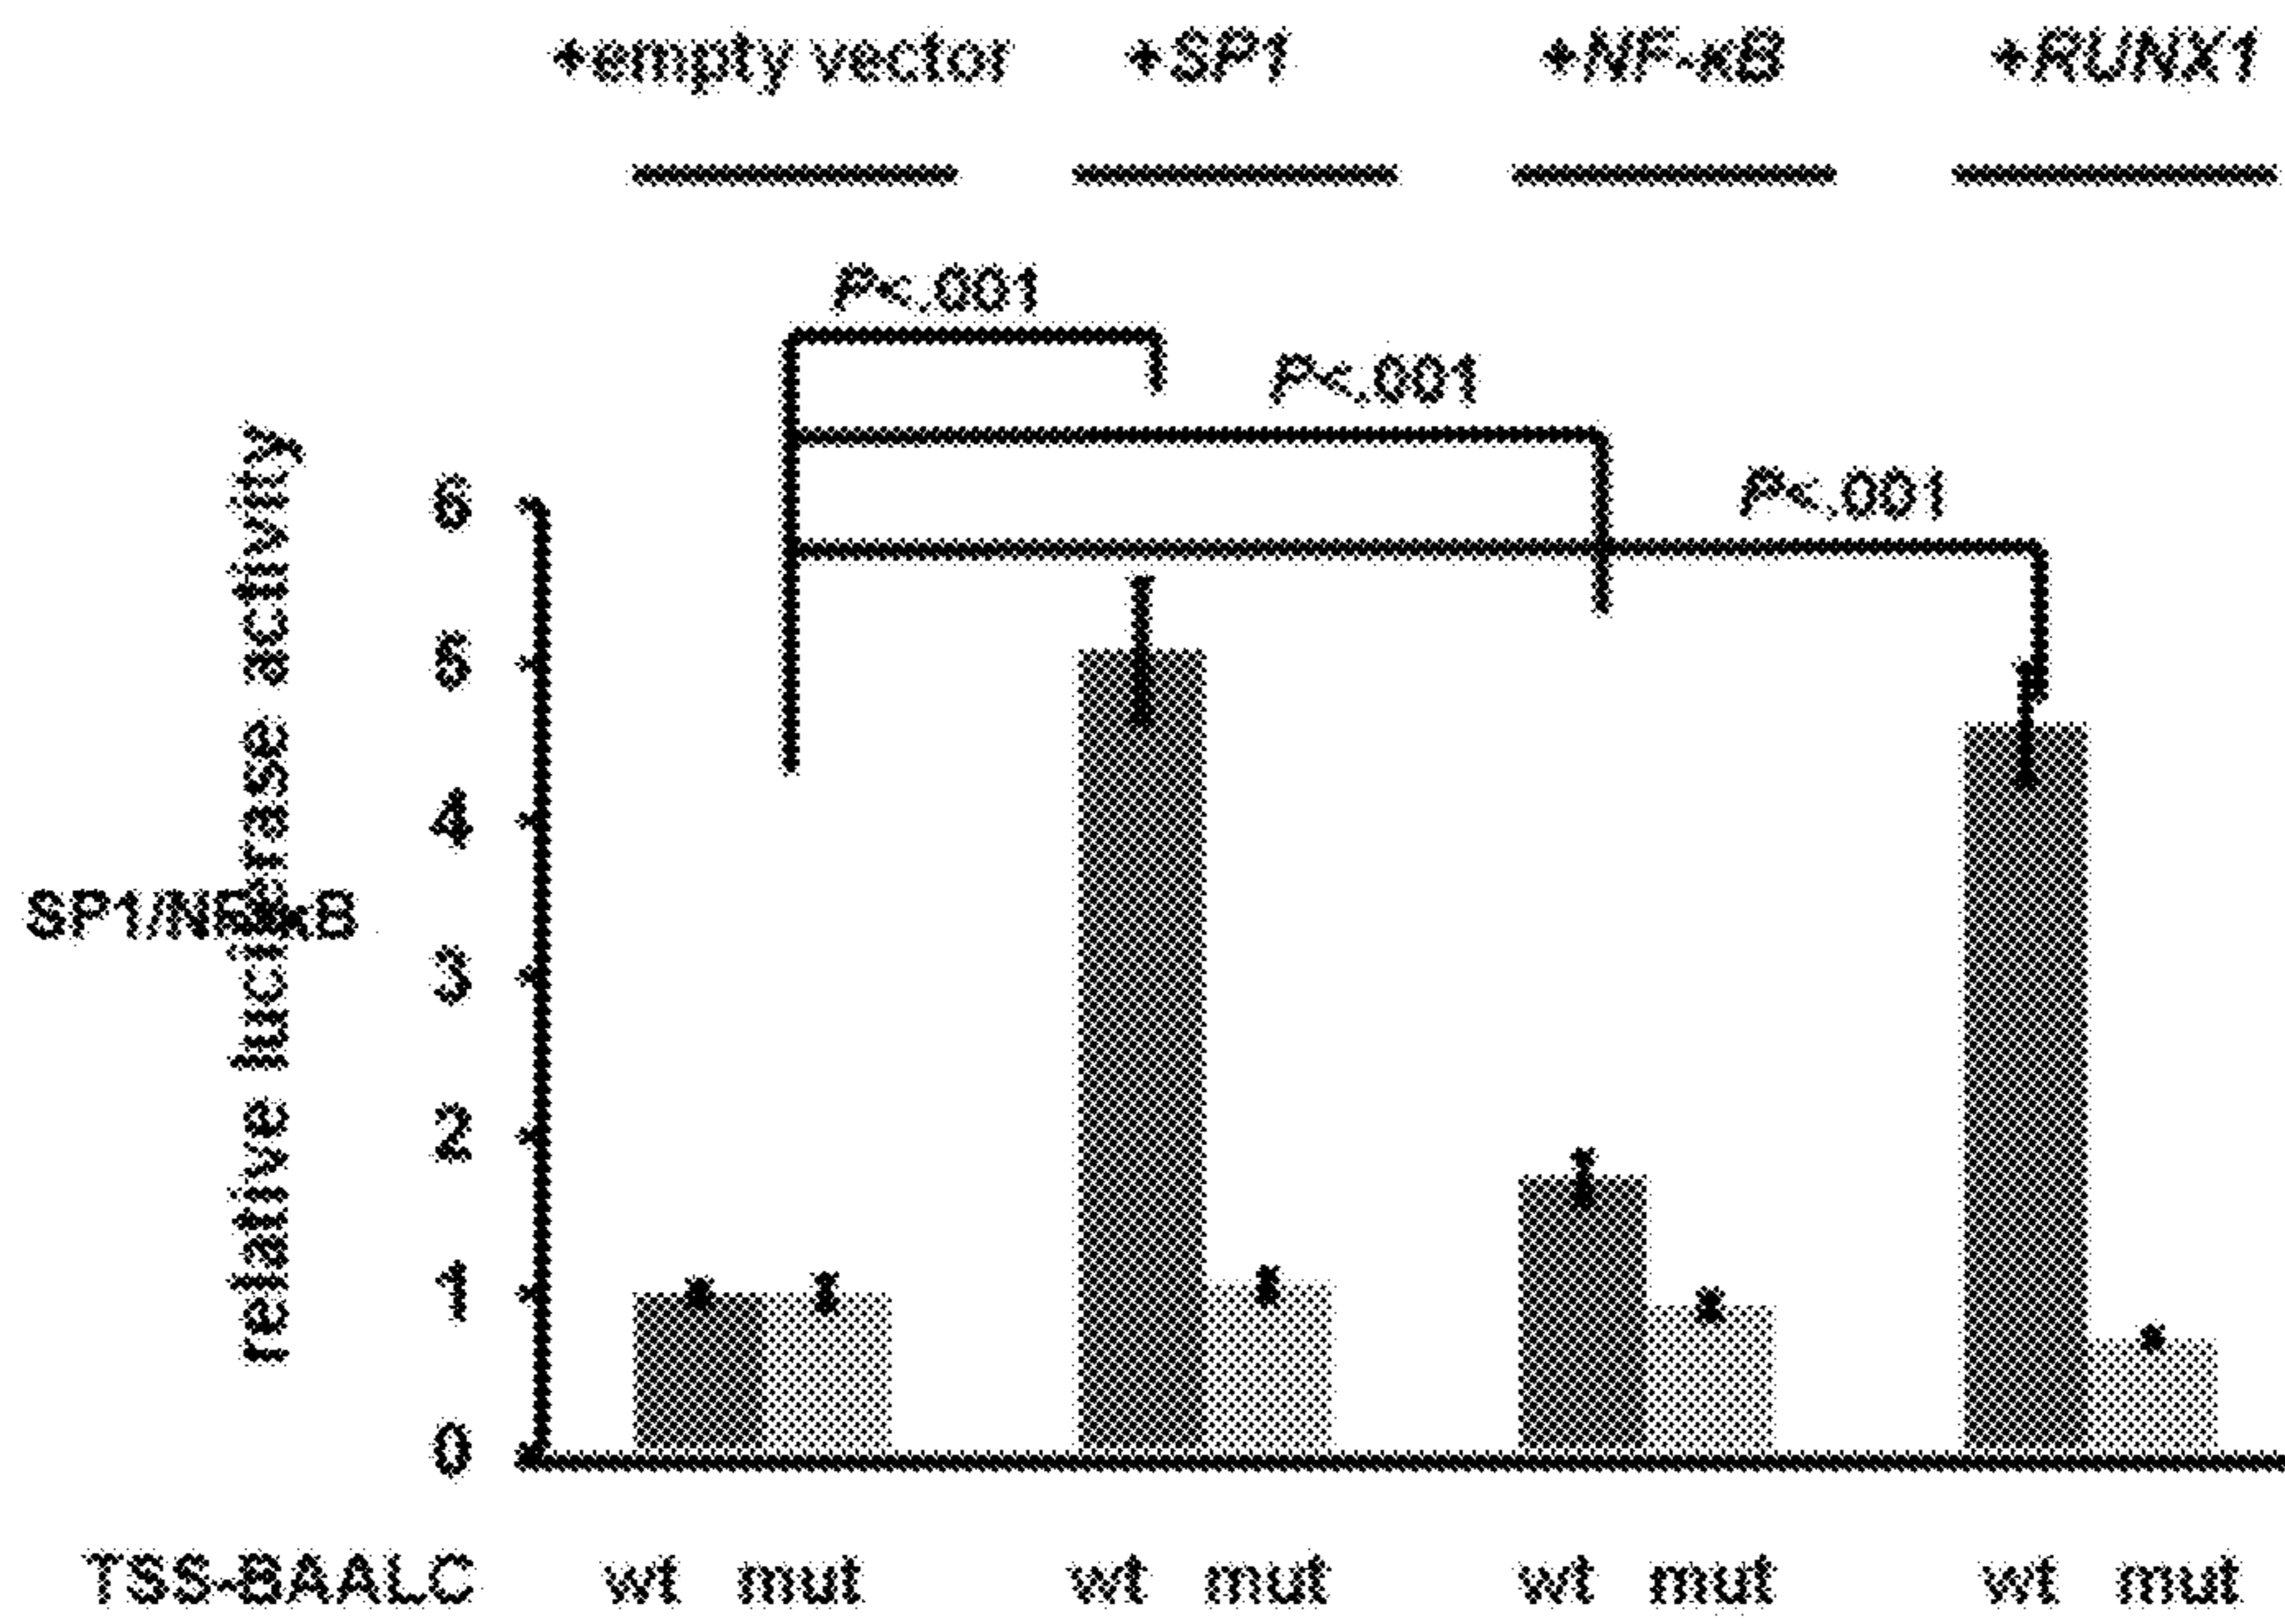 +empty vector +SP1 +NF-κB +RUNX1
P<.001
P<.001
P<.001
relative luciferase activity
6
5
4
3
2
1
0
SP1/NF-κB
TSS-BAALC wt mut wt mut wt mut wt mut